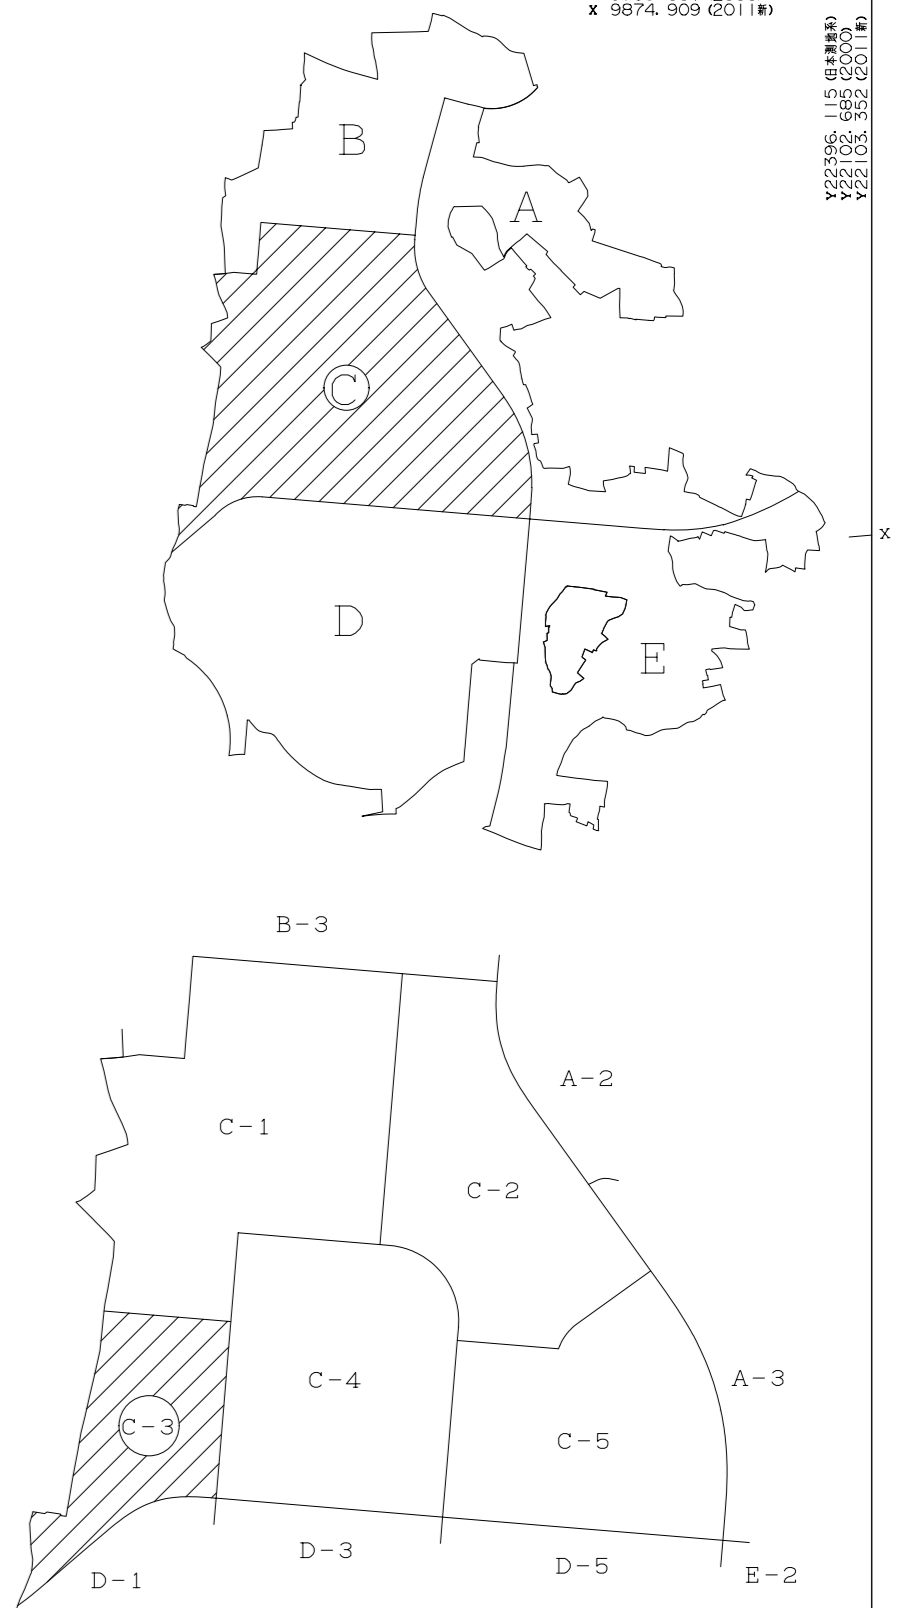 X 9874.909 (2011新)
Y22396.115 (日本測地系)
Y22102.685 (2000)
Y22103.352 (2011新)
B
A
C
X
D
E
B-3
A-2
C-1
C-2
C-4
A-3
C-3
C-5
D-3
D-5
D-1
E-2